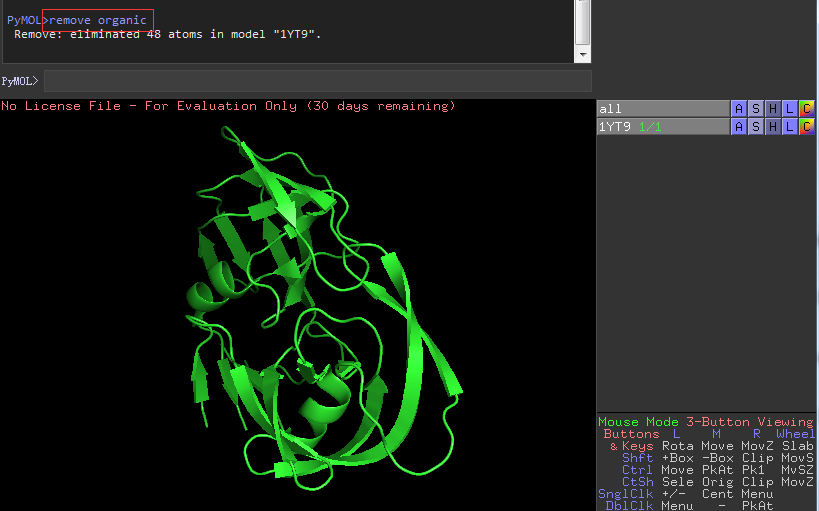 PyMOL>remove organic
Remove: eliminated 48 atoms in model "1YT9".
PyMOL>
No License File - For Evaluation Only (30 days remaining)
all A S H L C
1YT9 1/1 A S H L C
Mouse Mode 3-Button Viewing
Buttons L M R Wheel
& Keys Rota Move MovZ Slab
Shft +Box -Box Clip MovS
Ctrl Move PkAt Pk1 MvSZ
CtSh Sele Orig Clip MovZ
SnglClk +/- Cent Menu
DblClk Menu - PkAt